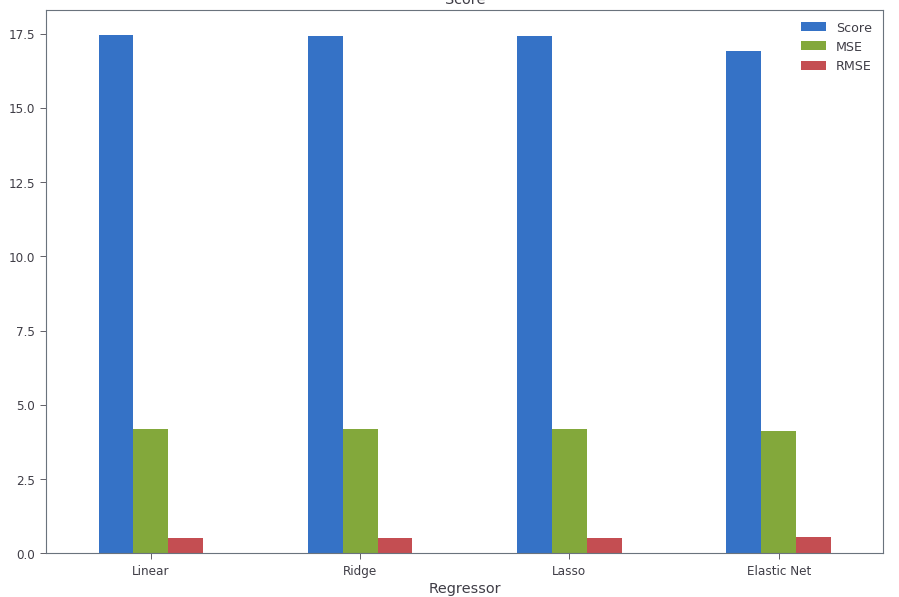 Score
17.5
15.0
12.5
10.0
7.5
5.0
2.5
0.0
Score
MSE
RMSE
Linear
Ridge
Lasso
Elastic Net
Regressor